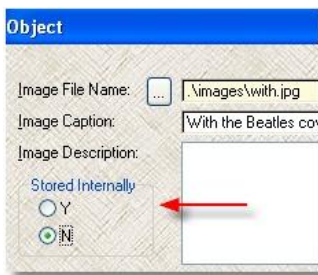 Object
Image File Name: ... .\images\with.jpg
Image Caption: With the Beatles cov
Image Description:
Stored Internally
Y
N